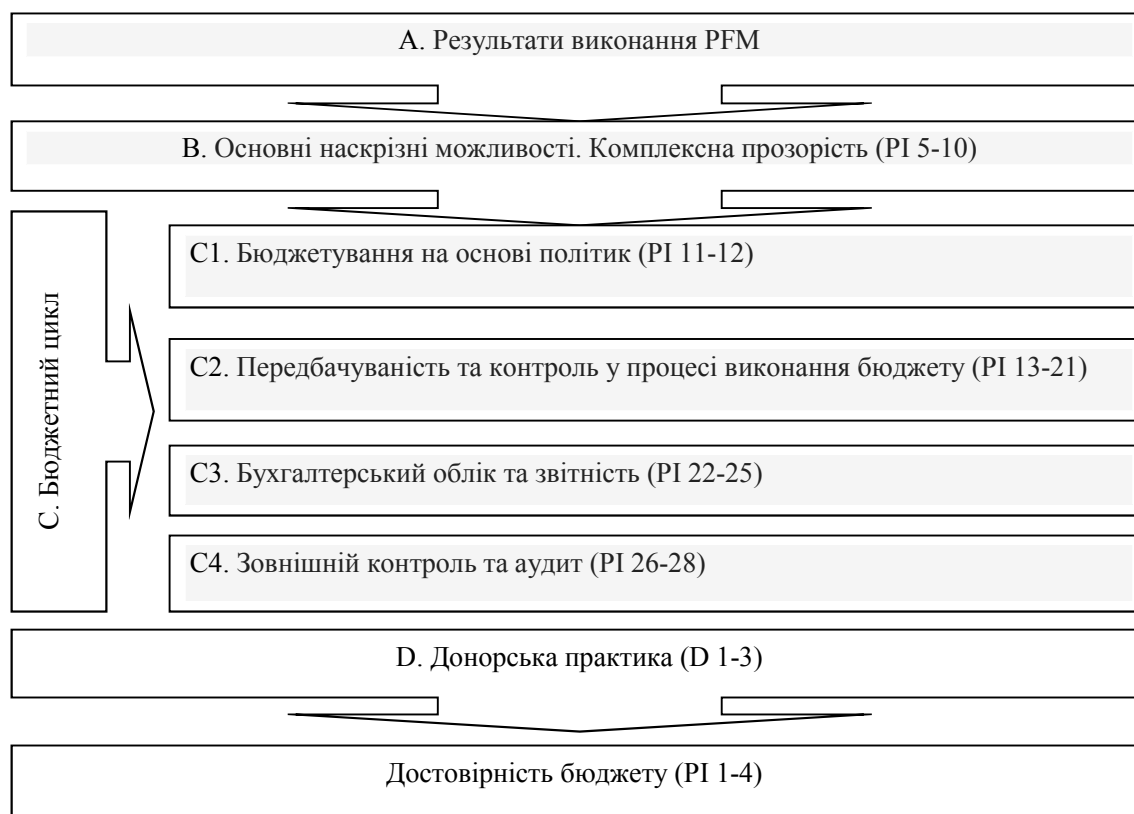 A. Результати виконання PFM
B. Основні наскрізні можливості. Комплексна прозорість (PI 5-10)
C. Бюджетний цикл
C1. Бюджетування на основі політик (PI 11-12)
C2. Передбачуваність та контроль у процесі виконання бюджету (PI 13-21)
C3. Бухгалтерський облік та звітність (PI 22-25)
C4. Зовнішній контроль та аудит (PI 26-28)
D. Донорська практика (D 1-3)
Достовірність бюджету (PI 1-4)